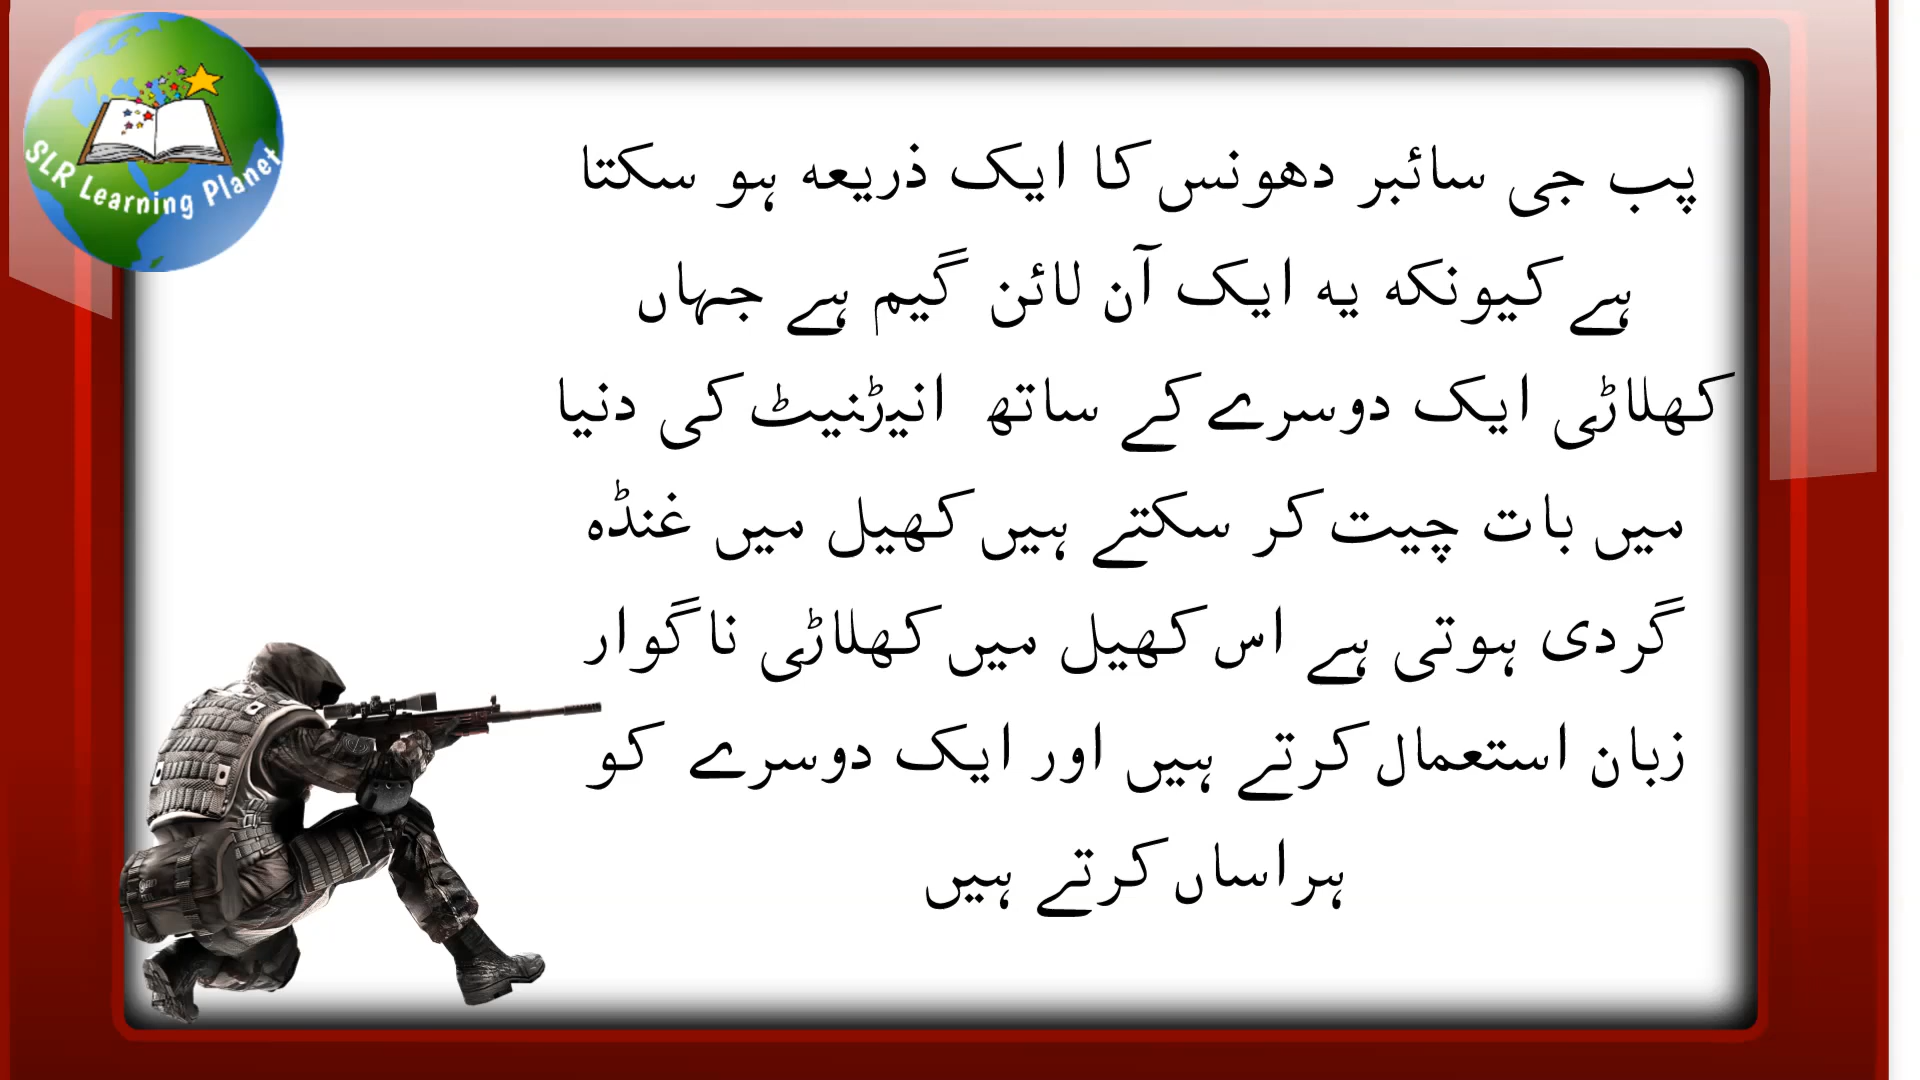 SLR Learning Planet
پب جی سائبر دھونس کا ایک ذریعہ ہو سکتا
ہے کیونکہ یہ ایک آن لائن گیم ہے جہاں
کھلاڑی ایک دوسرے کے ساتھ انیڑنیٹ کی دنیا
میں بات چیت کر سکتے ہیں کھیل میں غنڈہ
گردی ہوتی ہے اس کھیل میں کھلاڑی ناگوار
زبان استعمال کرتے ہیں اور ایک دوسرے کو
ہراساں کرتے ہیں